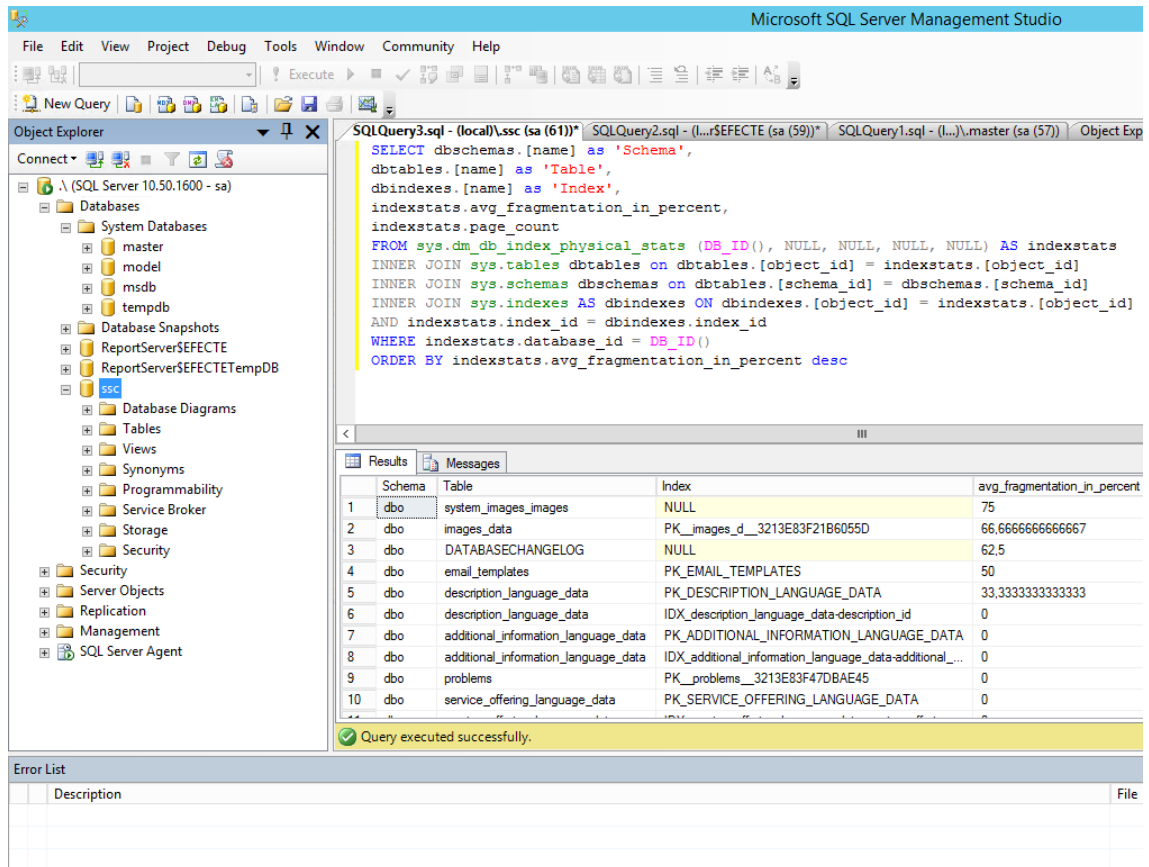 Microsoft SQL Server Management Studio
File Edit View Project Debug Tools Window Community Help
Execute
New Query
Object Explorer
SQLQuery3.sql - (local)\.ssc (sa (61))* SQLQuery2.sql - (l...r$EFECTE (sa (59))* SQLQuery1.sql - (l...)\.master (sa (57)) Object Exp
Connect
.\ (SQL Server 10.50.1600 - sa)
Databases
System Databases
master
model
msdb
tempdb
Database Snapshots
ReportServer$EFECTE
ReportServer$EFECTETempDB
ssc
Database Diagrams
Tables
Views
Synonyms
Programmability
Service Broker
Storage
Security
Security
Server Objects
Replication
Management
SQL Server Agent
SELECT dbschemas.[name] as 'Schema',
dbtables.[name] as 'Table',
dbindexes.[name] as 'Index',
indexstats.avg_fragmentation_in_percent,
indexstats.page_count
FROM sys.dm_db_index_physical_stats (DB_ID(), NULL, NULL, NULL, NULL) AS indexstats
INNER JOIN sys.tables dbtables on dbtables.[object_id] = indexstats.[object_id]
INNER JOIN sys.schemas dbschemas on dbtables.[schema_id] = dbschemas.[schema_id]
INNER JOIN sys.indexes AS dbindexes ON dbindexes.[object_id] = indexstats.[object_id]
AND indexstats.index_id = dbindexes.index_id
WHERE indexstats.database_id = DB_ID()
ORDER BY indexstats.avg_fragmentation_in_percent desc
Results Messages
Schema Table Index avg_fragmentation_in_percent
1 dbo system_images_images NULL 75
2 dbo images_data PK__images_d__3213E83F21B6055D 66,6666666666667
3 dbo DATABASECHANGELOG NULL 62,5
4 dbo email_templates PK_EMAIL_TEMPLATES 50
5 dbo description_language_data PK_DESCRIPTION_LANGUAGE_DATA 33,3333333333333
6 dbo description_language_data IDX_description_language_data-description_id 0
7 dbo additional_information_language_data PK_ADDITIONAL_INFORMATION_LANGUAGE_DATA 0
8 dbo additional_information_language_data IDX_additional_information_language_data-additional_... 0
9 dbo problems PK__problems__3213E83F47DBAE45 0
10 dbo service_offering_language_data PK_SERVICE_OFFERING_LANGUAGE_DATA 0
Query executed successfully.
Error List
Description File